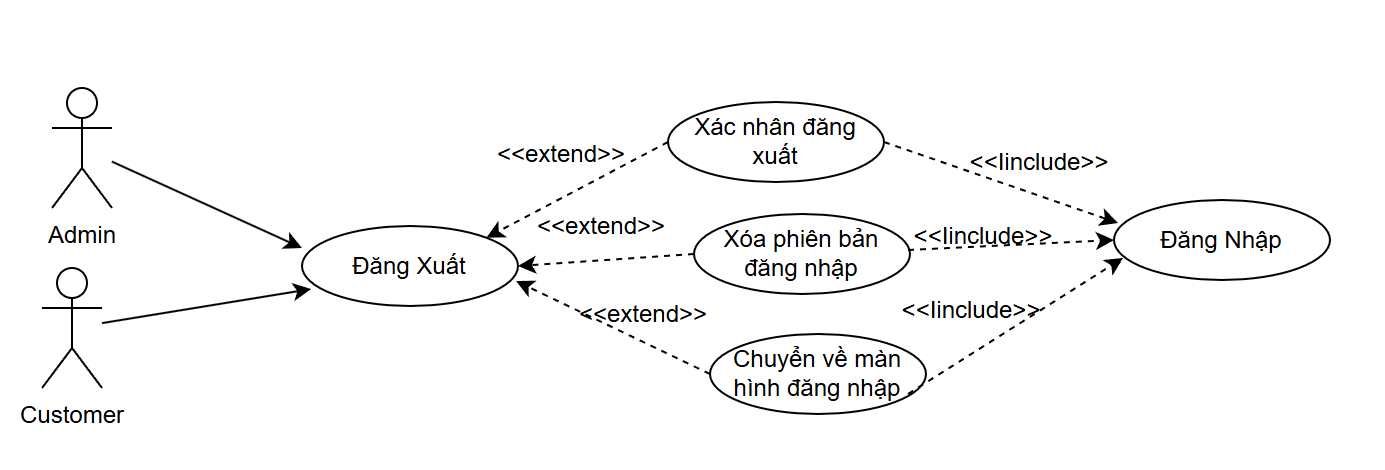 Admin
Customer
Đăng Xuất
<<extend>>
<<extend>>
<<extend>>
Xác nhân đăng
xuất
Xóa phiên bản
đăng nhập
Chuyển về màn
hình đăng nhập
<<Iinclude>>
<<Iinclude>>
<<Iinclude>>
Đăng Nhập